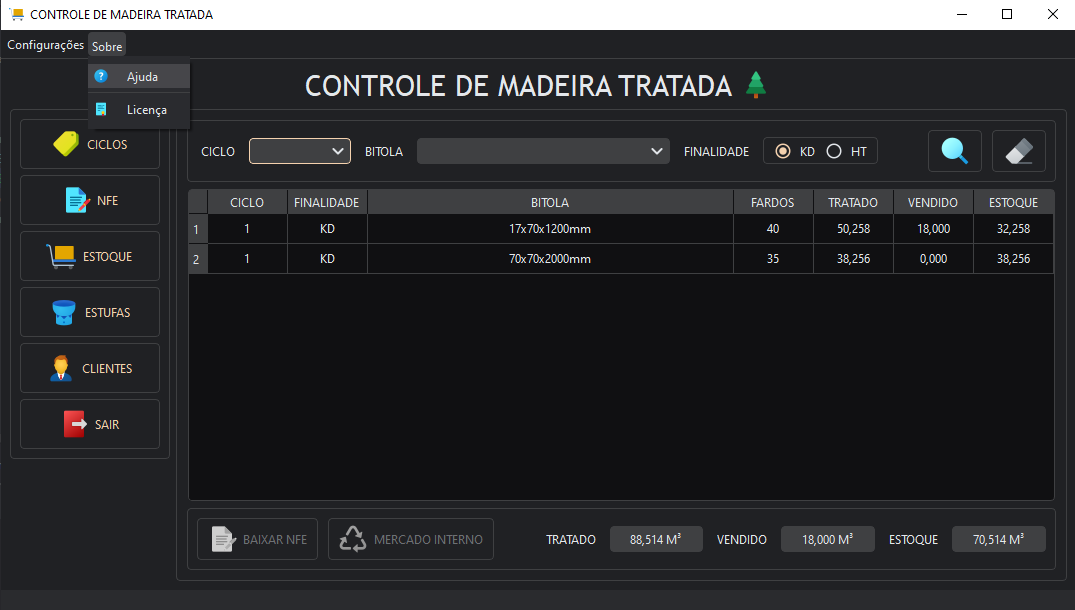 CONTROLE DE MADEIRA TRATADA
Configurações Sobre
Ajuda
Licença
CONTROLE DE MADEIRA TRATADA
CICLOS
NFE
ESTOQUE
ESTUFAS
CLIENTES
SAIR
CICLO BITOLA FINALIDADE KD HT
CICLO FINALIDADE BITOLA FARDOS TRATADO VENDIDO ESTOQUE
1 1 KD 17x70x1200mm 40 50,258 18,000 32,258
2 1 KD 70x70x2000mm 35 38,256 0,000 38,256
BAIXAR NFE MERCADO INTERNO TRATADO 88,514 M³ VENDIDO 18,000 M³ ESTOQUE 70,514 M³